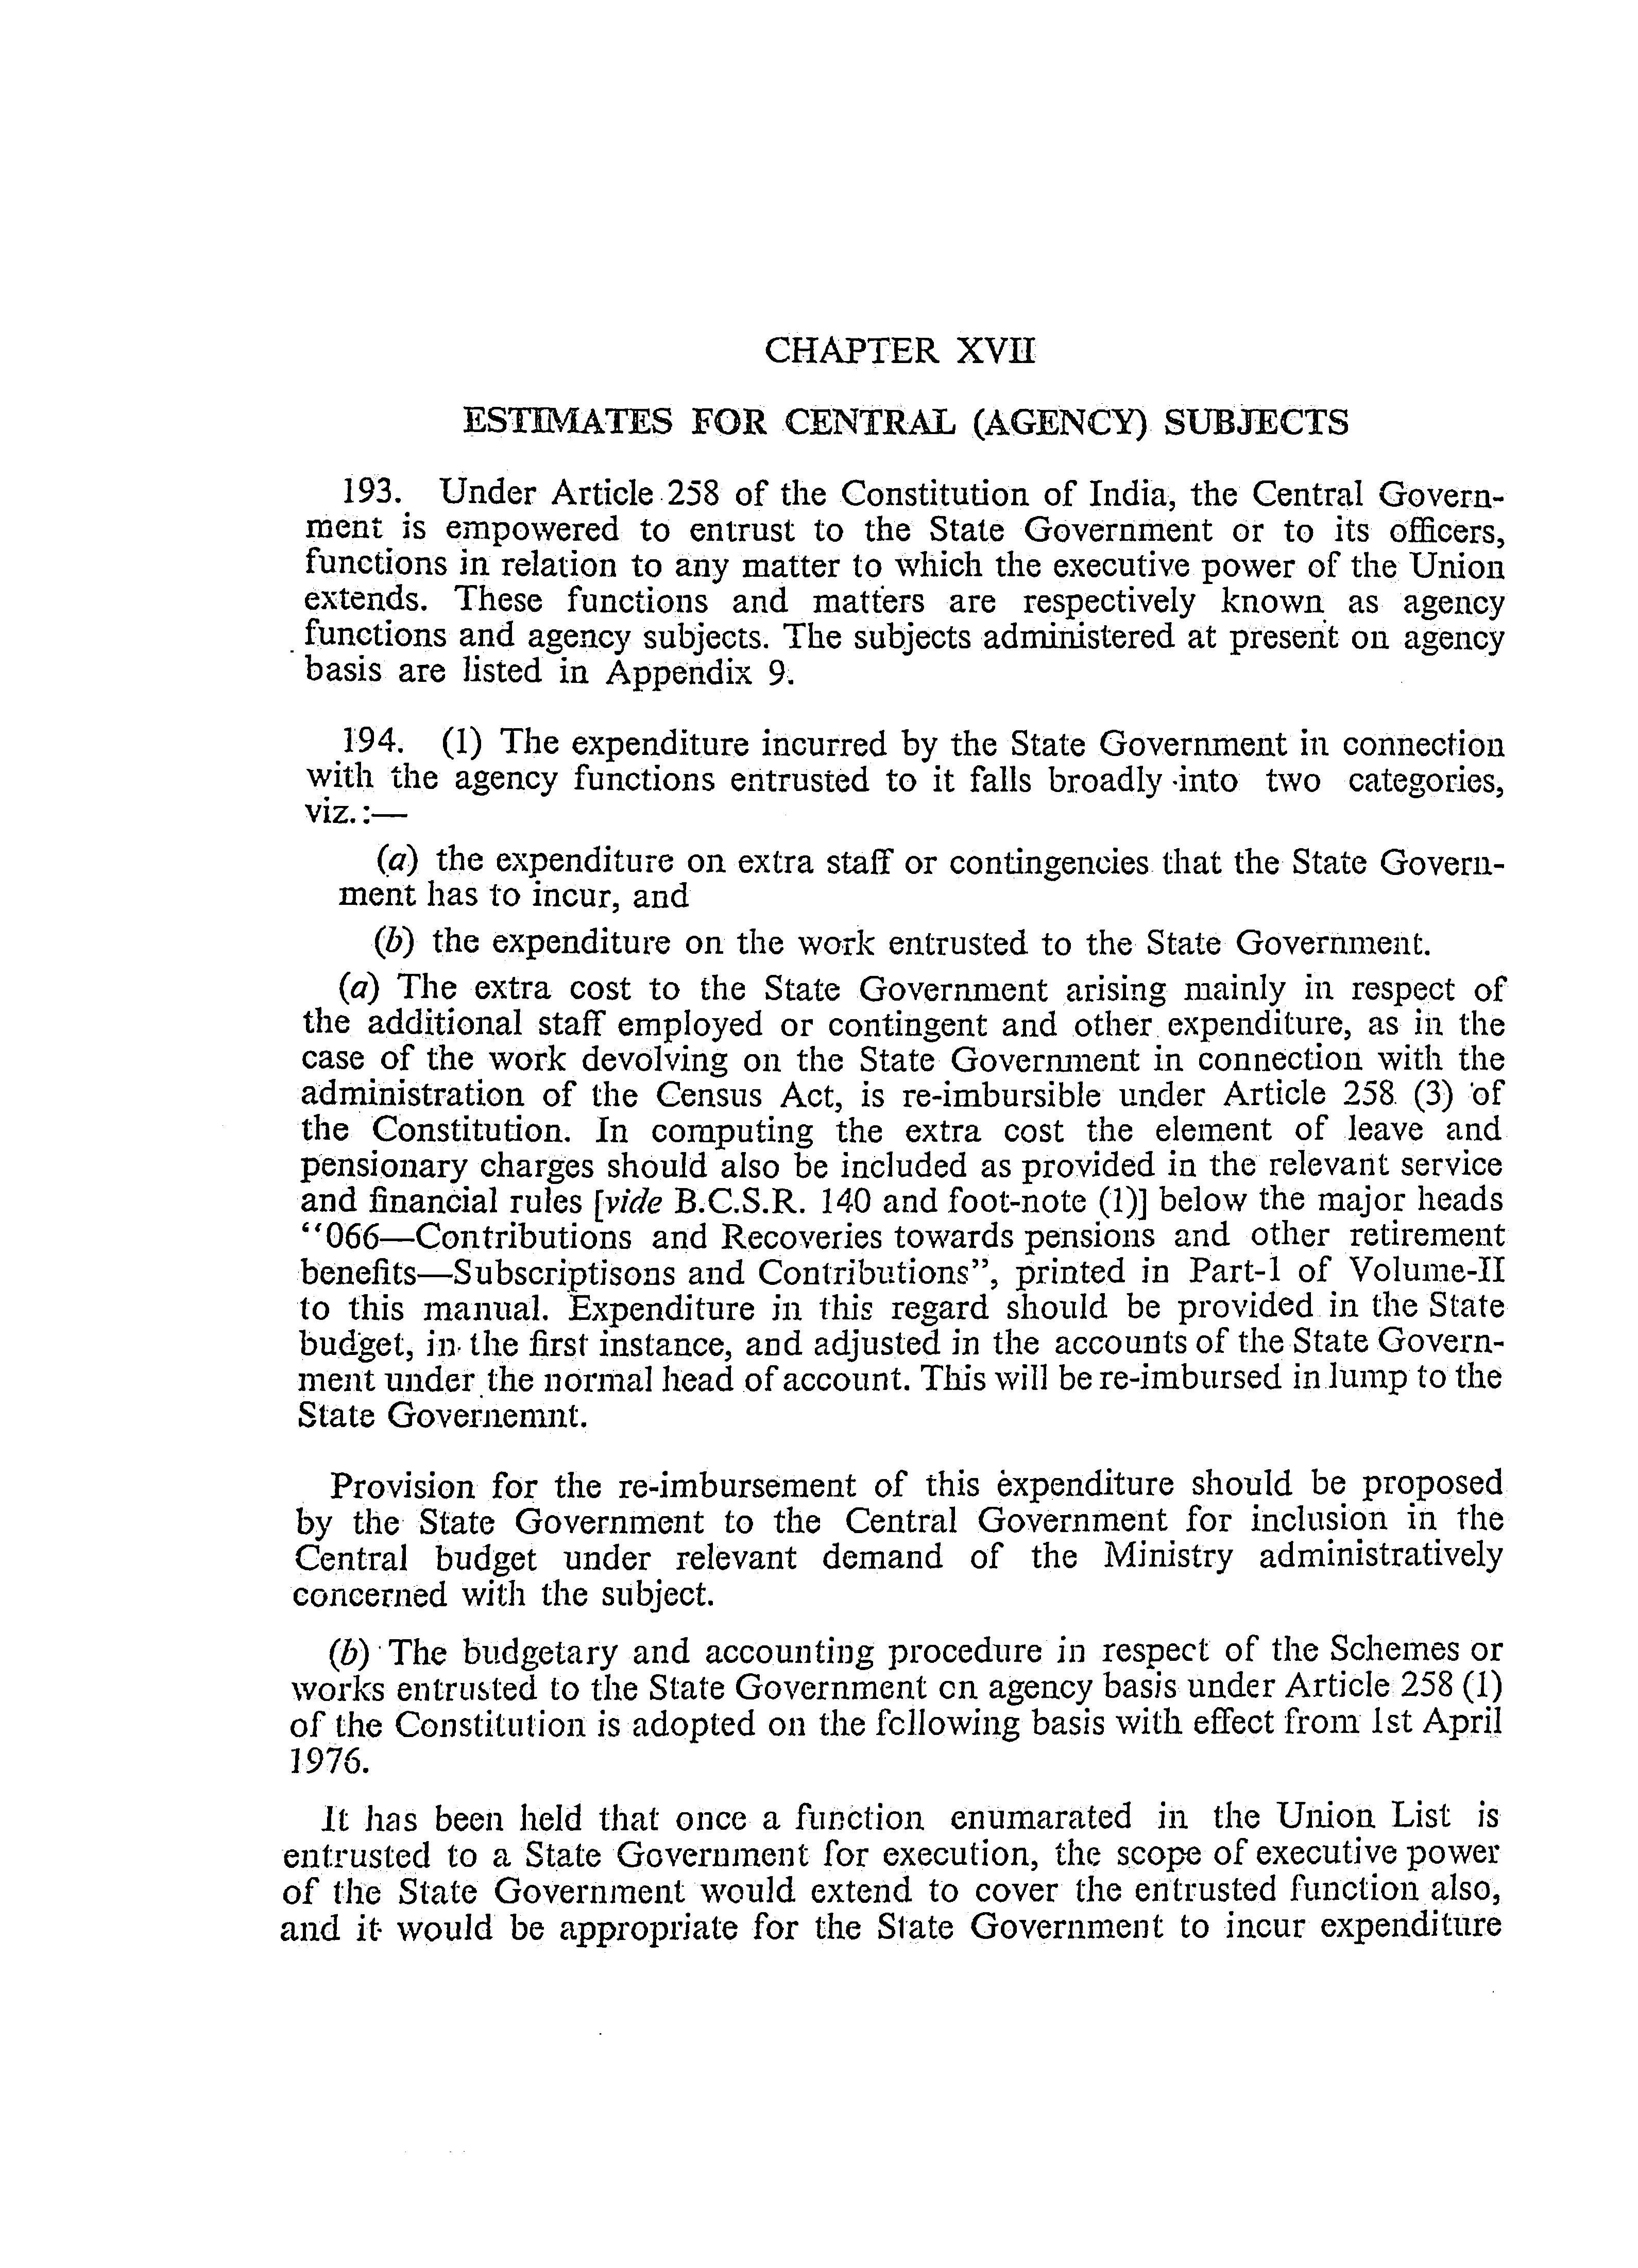 CHAPTER XVII
ESTIMATES FOR CENTRAL (AGENCY) SUBJECTS
193. Under Article 258 of the Constitution of India, the Central Govern-
ment is empowered to entrust to the State Government or to its officers,
functions in relation to any matter to which the executive power of the Union
extends. These functions and matters are respectively known as agency
functions and agency subjects. The subjects administered at present on agency
basis are listed in Appendix 9.
194. (1) The expenditure incurred by the State Government in connection
with the agency functions entrusted to it falls broadly into two categories,
viz. :—
(a) the expenditure on extra staff or contingencies that the State Govern-
ment has to incur, and
(b) the expenditure on the work entrusted to the State Government.
(a) The extra cost to the State Government arising mainly in respect of
the additional staff employed or contingent and other expenditure, as in the
case of the work devolving on the State Government in connection with the
administration of the Census Act, is re-imbursible under Article 258 (3) of
the Constitution. In computing the extra cost the element of leave and
pensionary charges should also be included as provided in the relevant service
and financial rules [vide B.C.S.R. 140 and foot-note (1)] below the major heads
“066—Contributions and Recoveries towards pensions and other retirement
benefits—Subscriptisons and Contributions”, printed in Part-1 of Volume-II
to this manual. Expenditure in this regard should be provided in the State
budget, in the first instance, and adjusted in the accounts of the State Govern-
ment under the normal head of account. This will be re-imbursed in lump to the
State Governemnt.
Provision for the re-imbursement of this expenditure should be proposed
by the State Government to the Central Government for inclusion in the
Central budget under relevant demand of the Ministry administratively
concerned with the subject.
(b) The budgetary and accounting procedure in respect of the Schemes or
works entrusted to the State Government on agency basis under Article 258 (1)
of the Constitution is adopted on the following basis with effect from 1st April
1976.
It has been held that once a function enumarated in the Union List is
entrusted to a State Government for execution, the scope of executive power
of the State Government would extend to cover the entrusted function also,
and it would be appropriate for the State Government to incur expenditure